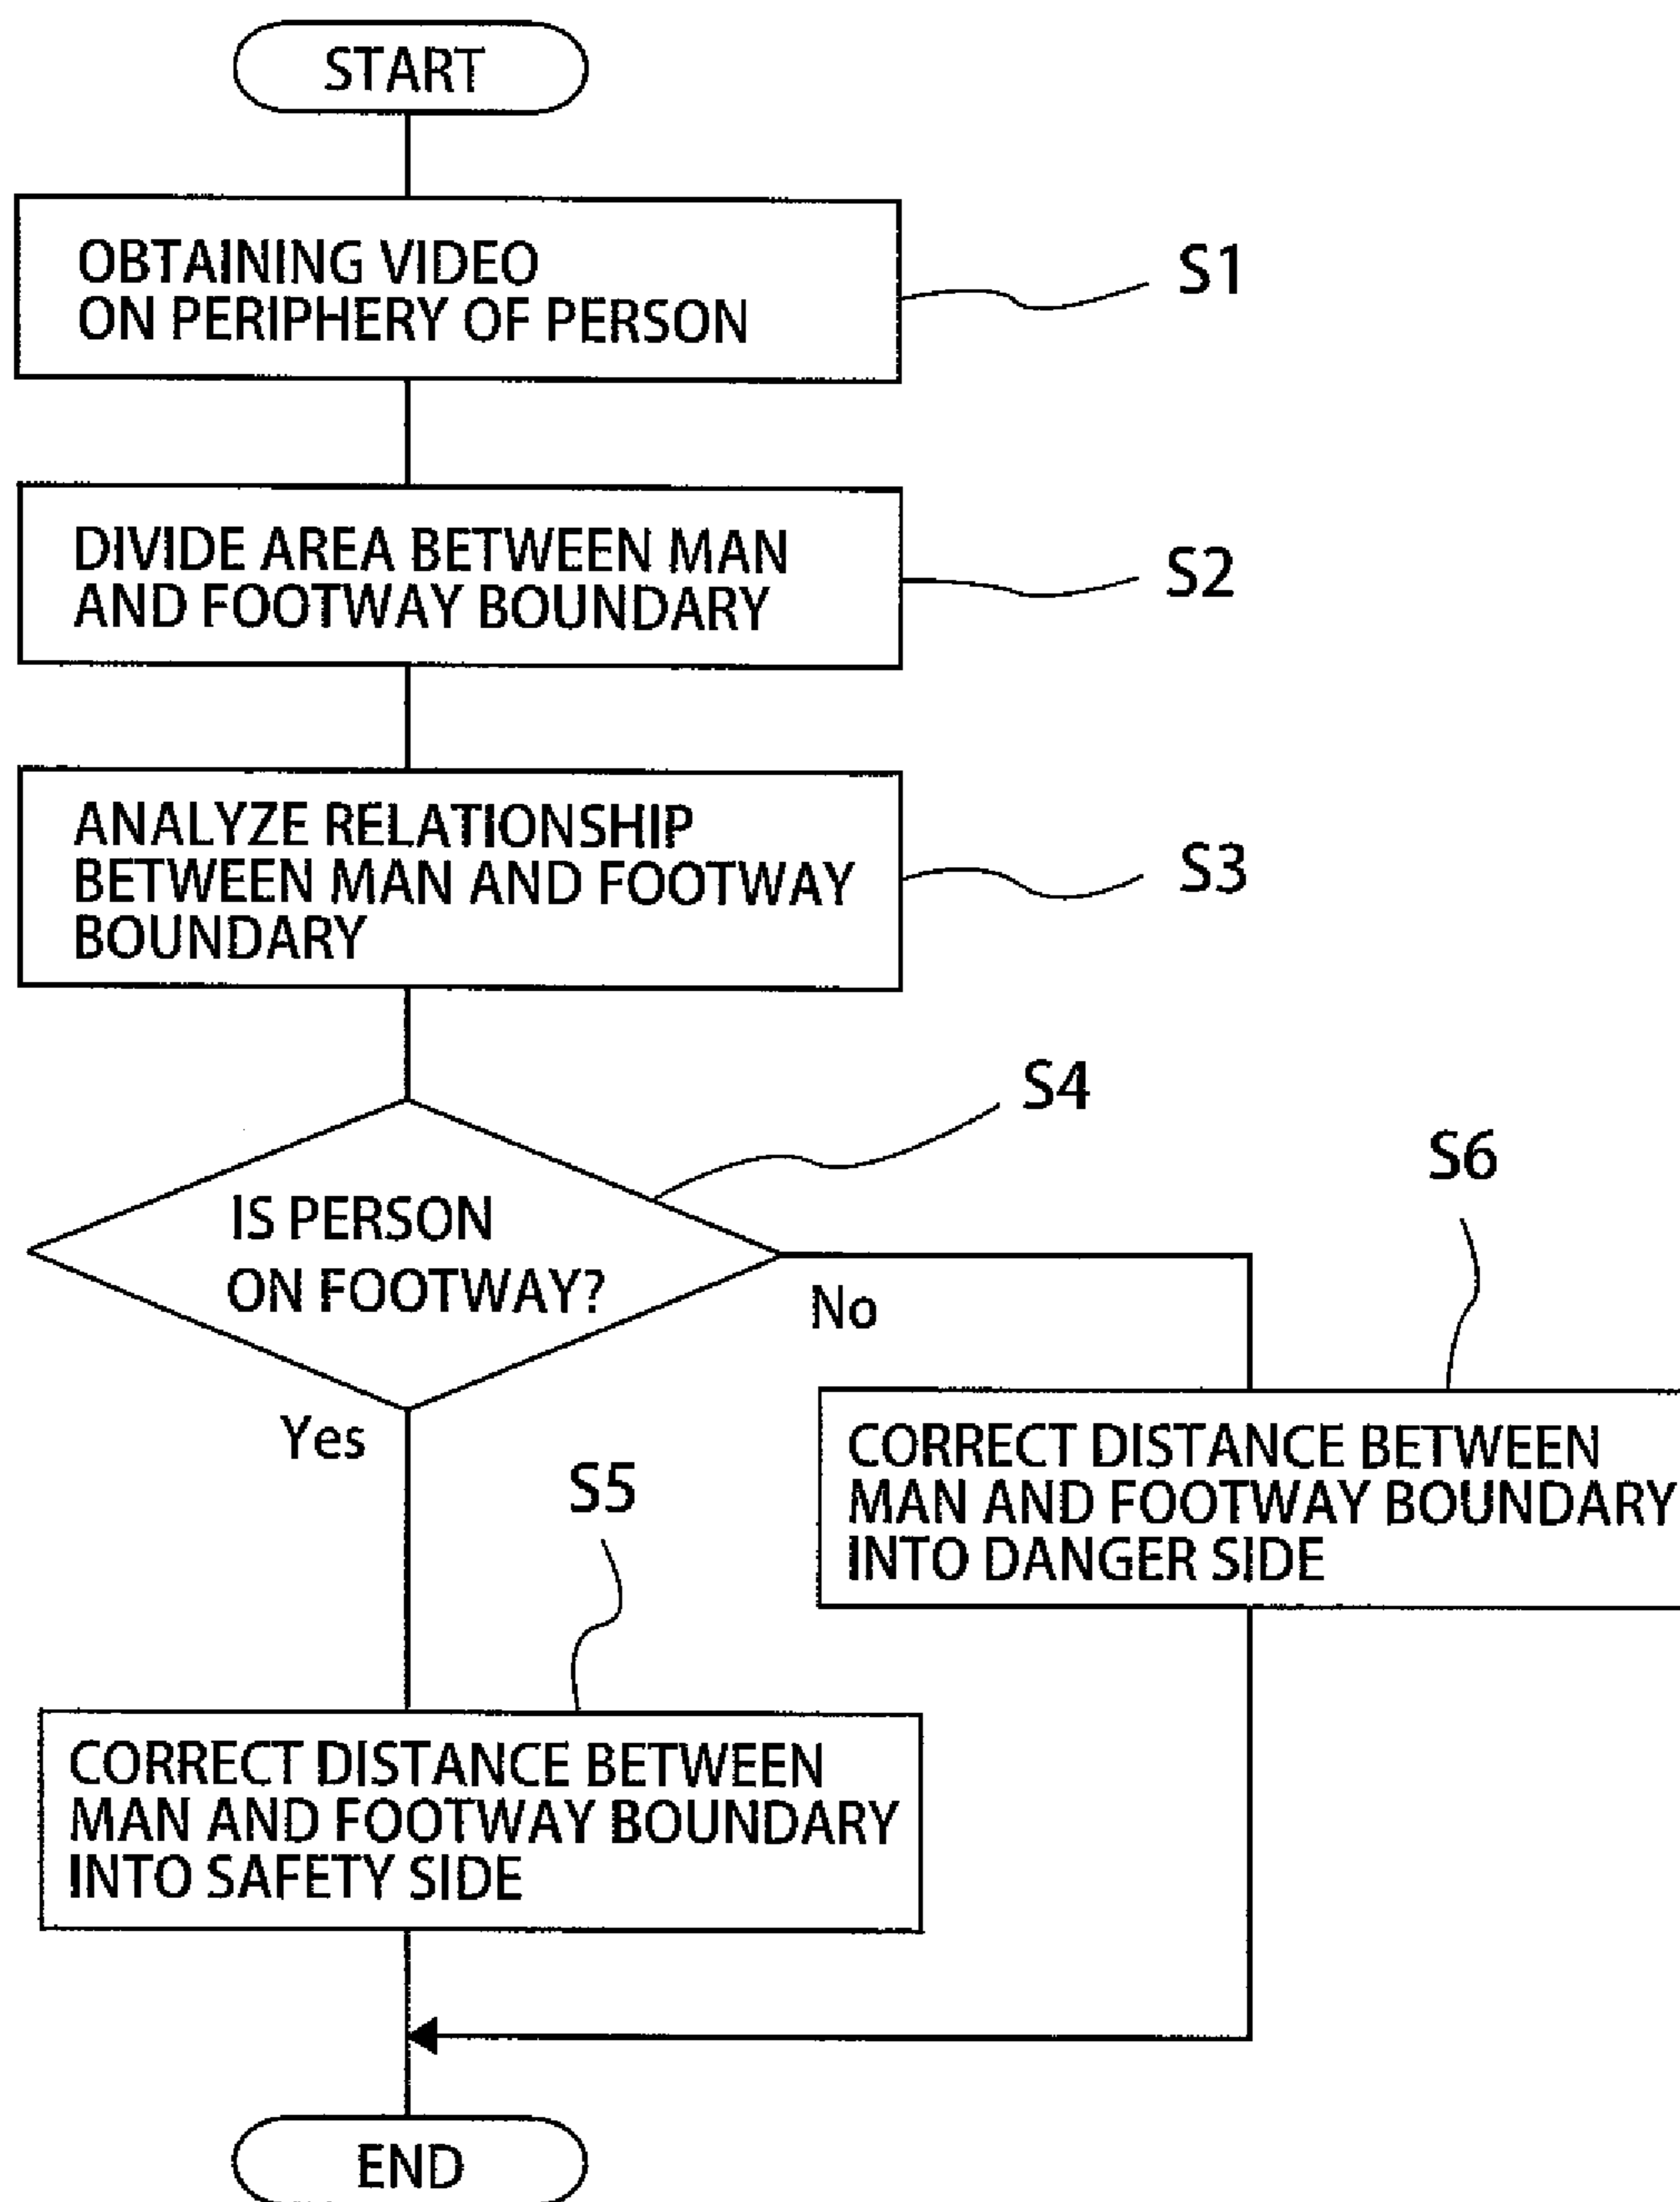 START
OBTAINING VIDEO
ON PERIPHERY OF PERSON
S1
DIVIDE AREA BETWEEN MAN
AND FOOTWAY BOUNDARY
S2
ANALYZE RELATIONSHIP
BETWEEN MAN AND FOOTWAY
BOUNDARY
S3
S4
IS PERSON
ON FOOTWAY?
No
Yes
S6
CORRECT DISTANCE BETWEEN
MAN AND FOOTWAY BOUNDARY
INTO DANGER SIDE
S5
CORRECT DISTANCE BETWEEN
MAN AND FOOTWAY BOUNDARY
INTO SAFETY SIDE
END